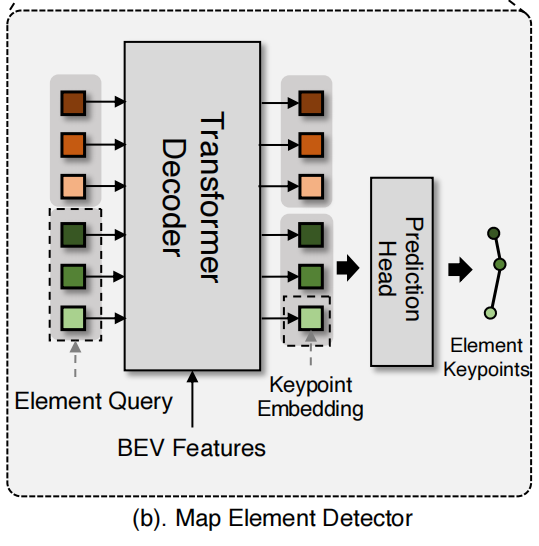 Transformer
Decoder
Prediction
Head
Element Query
Keypoint
Embedding
Element
Keypoints
BEV Features
(b). Map Element Detector